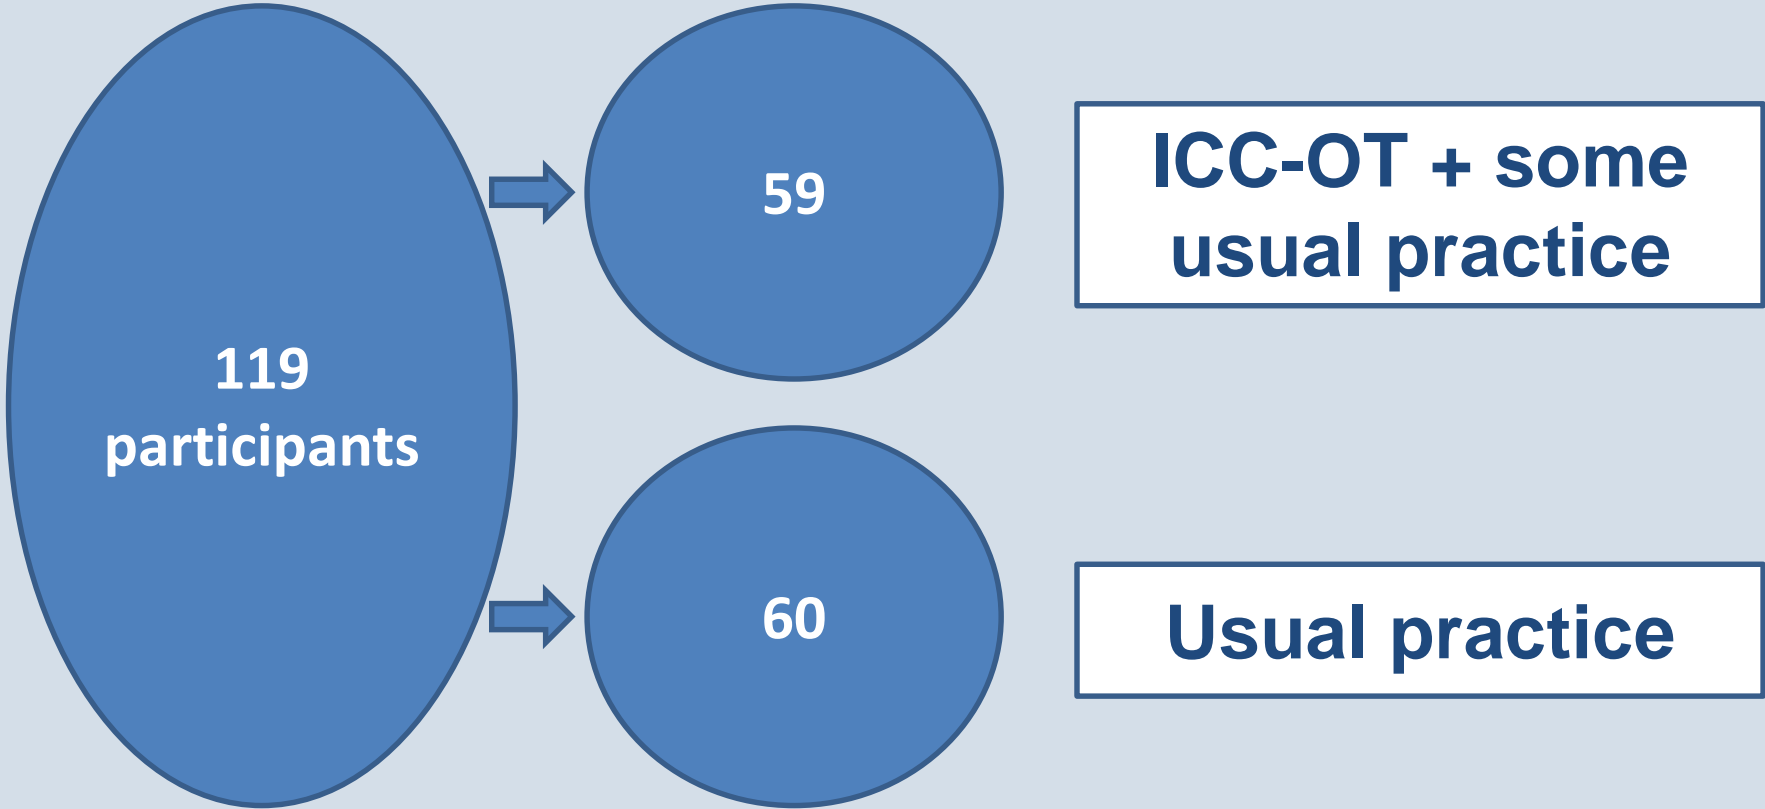 119
participants
59
ICC-OT + some
usual practice
60
Usual practice